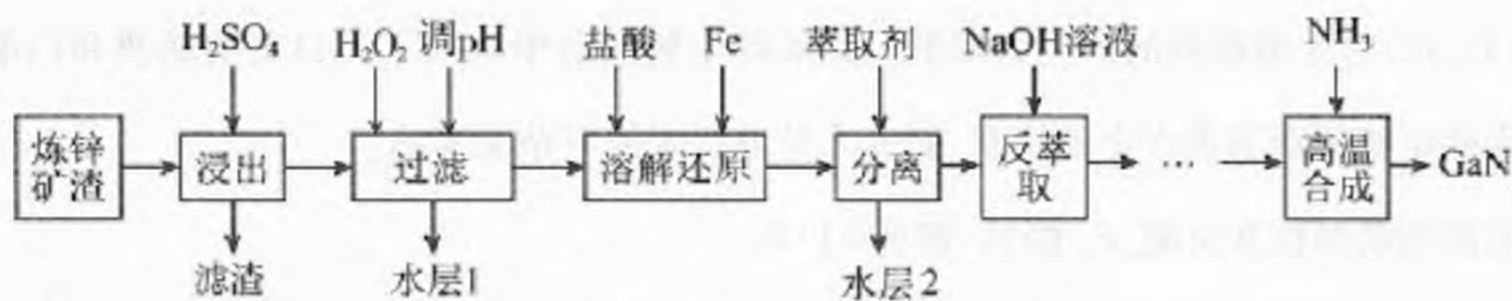 H₂SO₄ H₂O₂ 调pH 盐酸 Fe 萃取剂 NaOH溶液 NH₃
炼锌矿渣 浸出 过滤 溶解还原 分离 反萃取 … 高温合成 GaN
滤渣 水层1 水层2